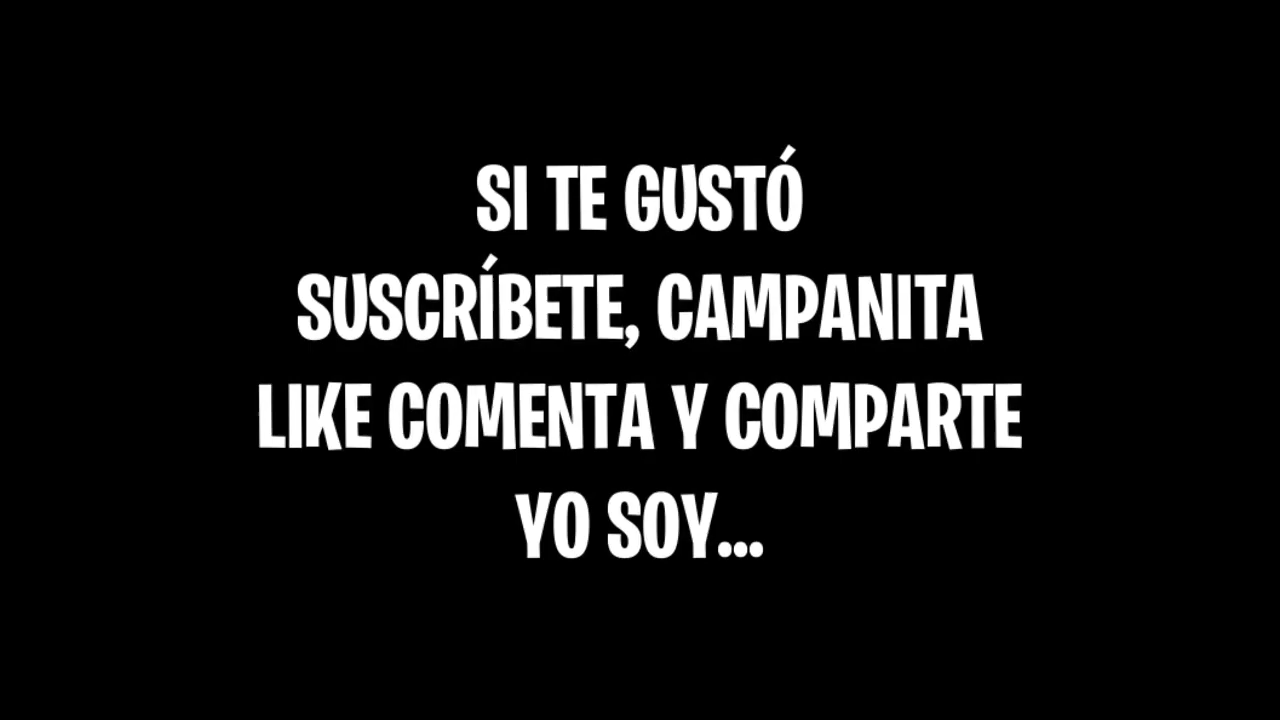 SI TE GUSTÓ
SUSCRÍBETE, CAMPANITA
LIKE COMENTA Y COMPARTE
YO SOY...